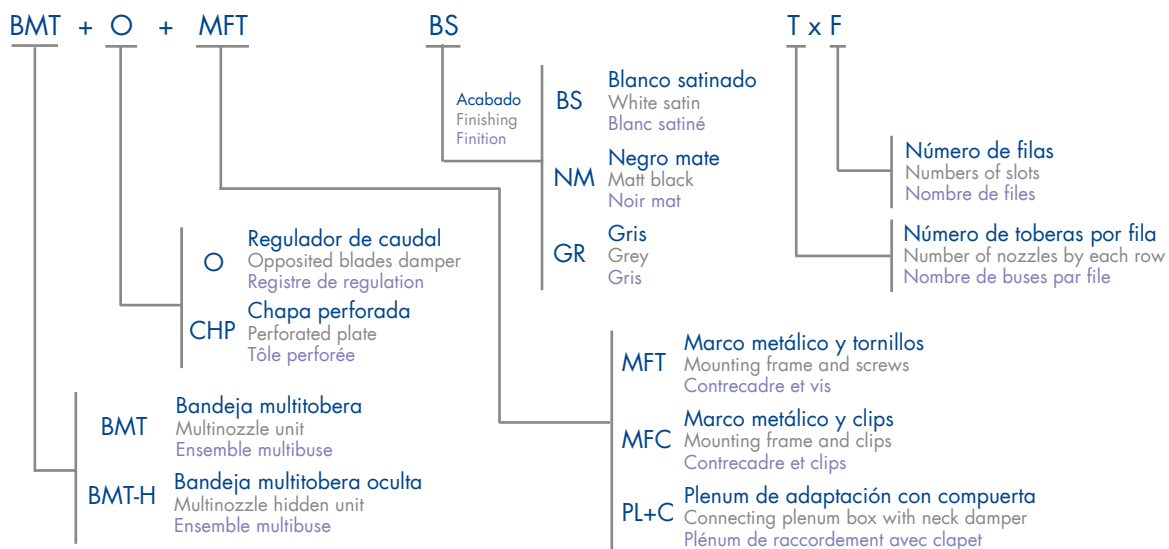 BMT + O + MFT BS T x F
Acabado
Finishing
Finition
BS
Blanco satinado
White satin
Blanc satiné
NM
Negro mate
Matt black
Noir mat
GR
Gris
Grey
Gris
Número de filas
Numbers of slots
Nombre de files
Número de toberas por fila
Number of nozzles by each row
Nombre de buses par file
O
Regulador de caudal
Opposited blades damper
Registre de regulation
CHP
Chapa perforada
Perforated plate
Tôle perforée
MFT
Marco metálico y tornillos
Mounting frame and screws
Contrecadre et vis
MFC
Marco metálico y clips
Mounting frame and clips
Contrecadre et clips
PL+C
Plenum de adaptación con compuerta
Connecting plenum box with neck damper
Plénum de raccordement avec clapet
BMT
Bandeja multitobera
Multinozzle unit
Ensemble multibuse
BMT-H
Bandeja multitobera oculta
Multinozzle hidden unit
Ensemble multibuse